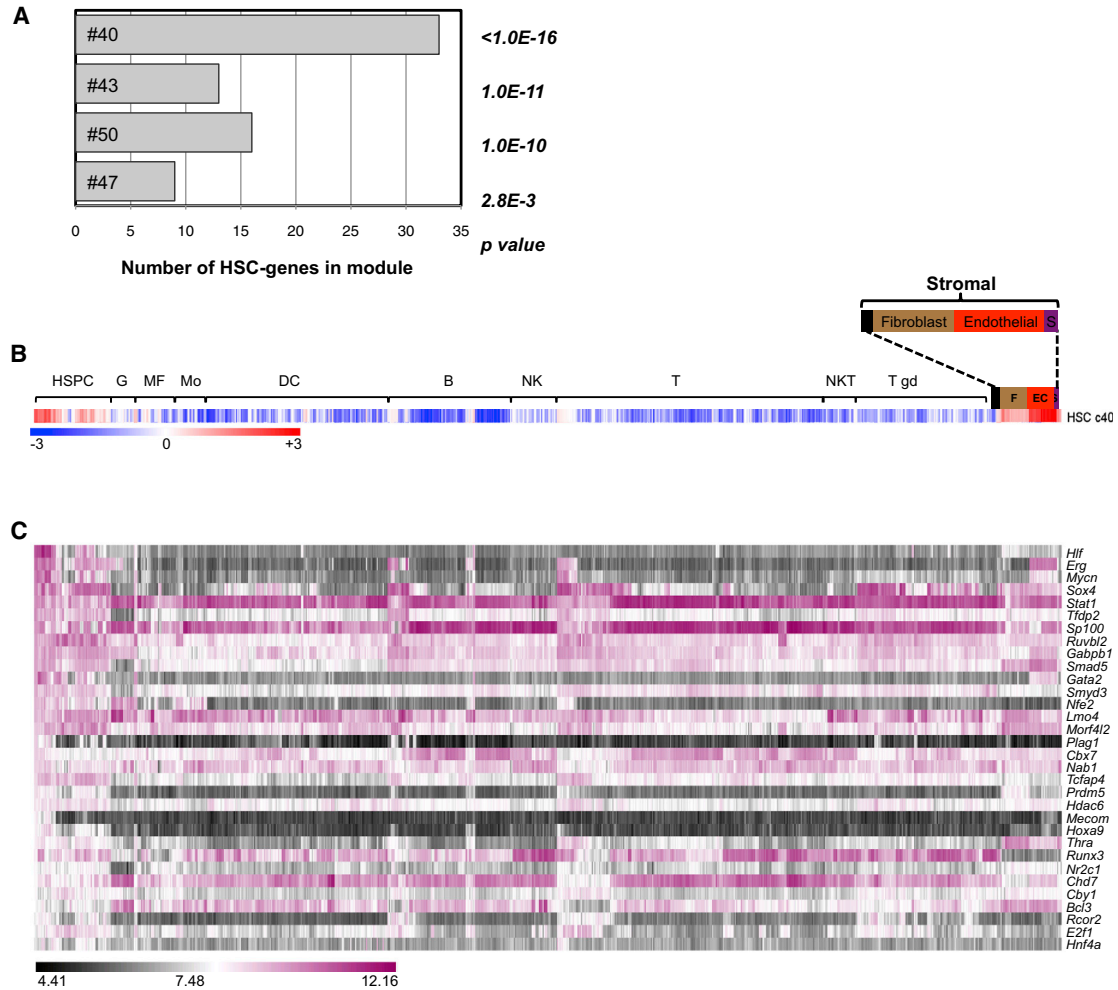 A
#40
<1.0E-16
#43
1.0E-11
#50
1.0E-10
#47
2.8E-3
0 5 10 15 20 25 30 35
p value
Number of HSC-genes in module
Stromal
Fibroblast Endothelial S
B
HSPC G MF Mo DC B NK T NKT T gd
F EC S
HSC c40
-3 0 +3
C
Hlf
Erg
Mycn
Sox4
Stat1
Tfdp2
Sp100
Ruvbl2
Gabpb1
Smad5
Gata2
Smyd3
Nfe2
Lmo4
Morf4l2
Plag1
Cbx7
Nab1
Tcfap4
Prdm5
Hdac6
Mecom
Hoxa9
Thra
Runx3
Nr2c1
Chd7
Cby1
Bcl3
Rcor2
E2f1
Hnf4a
4.41 7.48 12.16